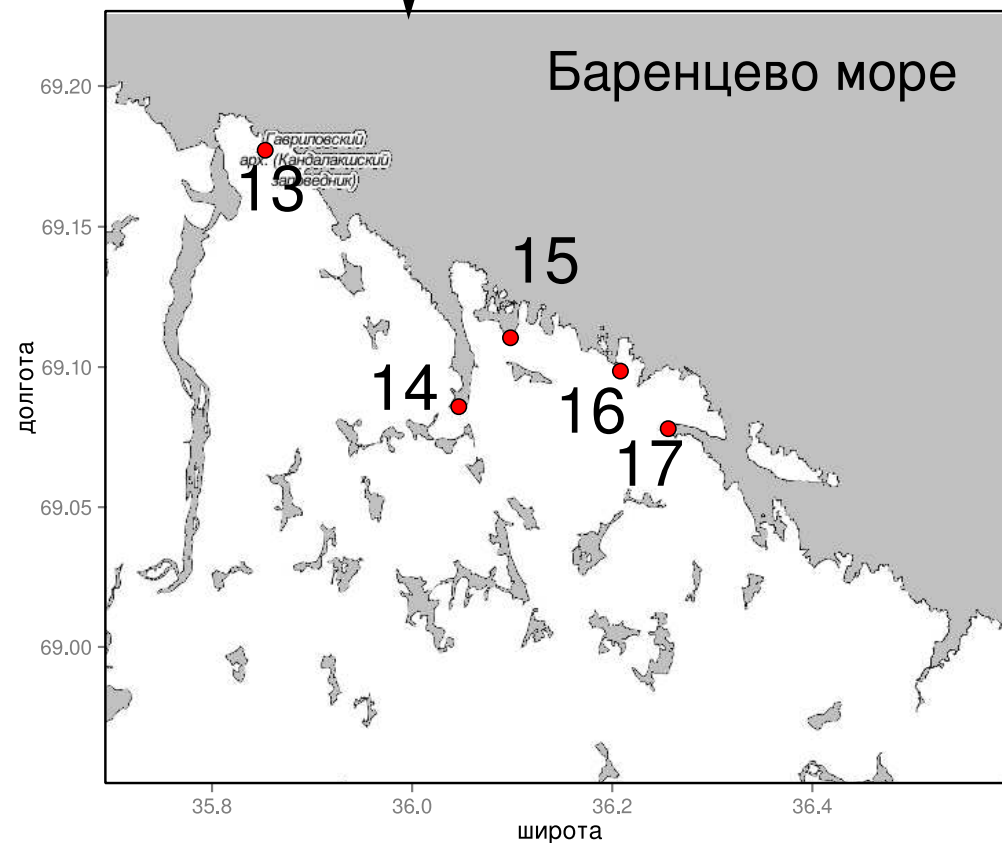 Баренцево море
69.20
Гавриловский
арх. (Кандалакшский
заповедник)
13
69.15
15
69.10
14
16
17
69.05
69.00
долгота
35.8
36.0
36.2
36.4
широта